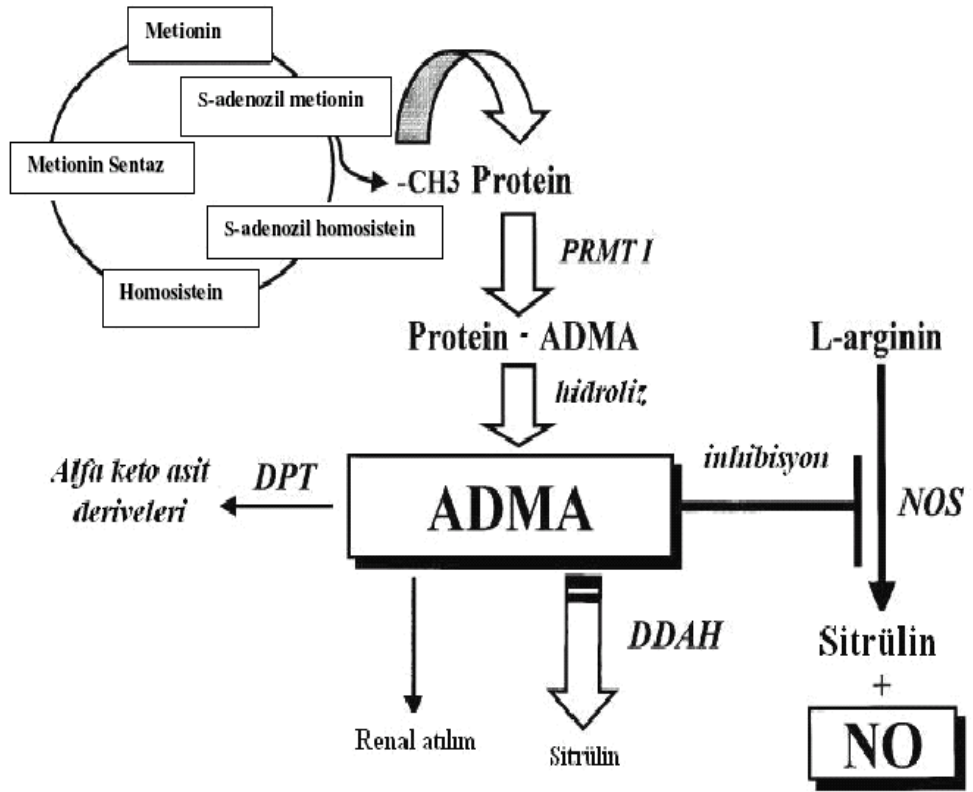 Metionin
S-adenozil metionin
Metionin Sentaz
-CH3 Protein
S-adenozil homosistein
PRMT I
Homosistein
Protein - ADMA
L-arginin
hidroliz
inhibisyon
Alfa keto asit
deriveleri
DPT
ADMA
NOS
DDAH
Sitrülin
+
NO
Renal atılım
Sitrülin